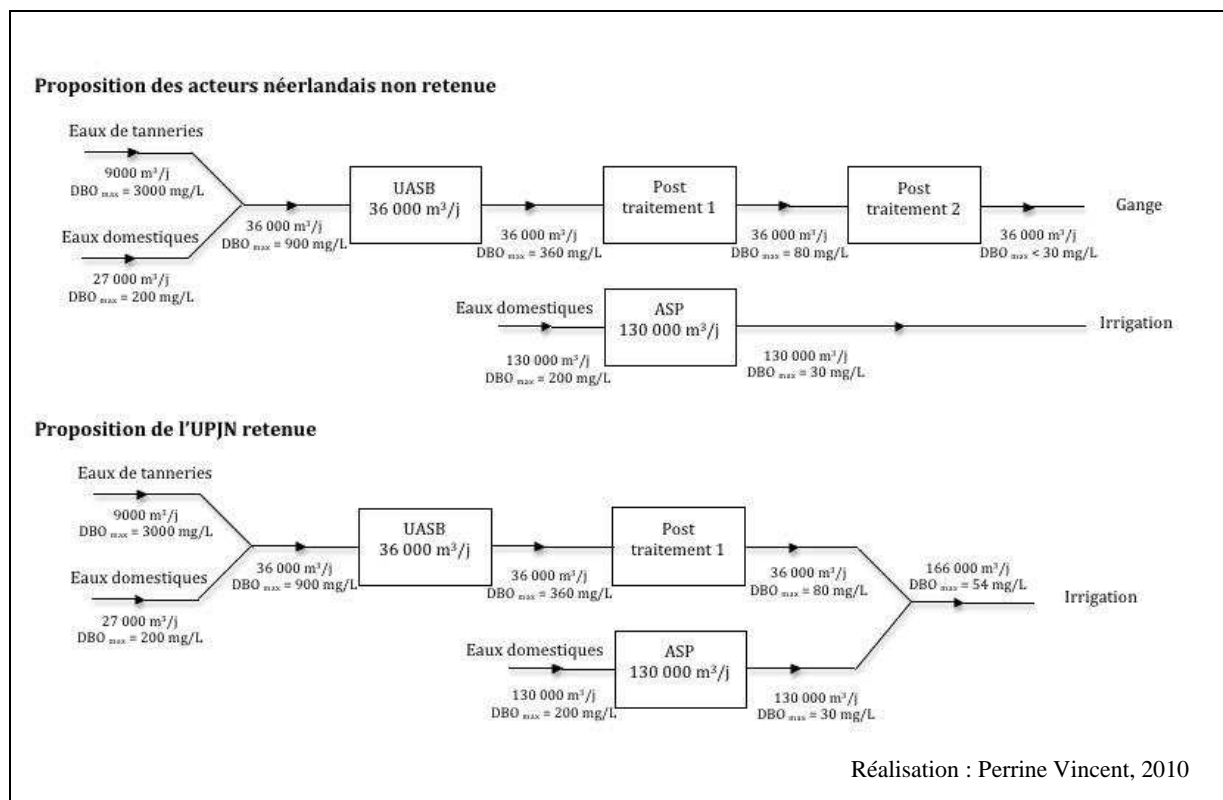 Proposition des acteurs néerlandais non retenue
Eaux de tanneries
9000 m³/j
DBO max = 3000 mg/L
Eaux domestiques
27 000 m³/j
DBO max = 200 mg/L
36 000 m³/j
DBO max = 900 mg/L
UASB
36 000 m³/j
36 000 m³/j
DBO max = 360 mg/L
Post
traitement 1
36 000 m³/j
DBO max = 80 mg/L
Post
traitement 2
36 000 m³/j
DBO max < 30 mg/L
Gange
Eaux domestiques
130 000 m³/j
DBO max = 200 mg/L
ASP
130 000 m³/j
130 000 m³/j
DBO max = 30 mg/L
Irrigation
Proposition de l'UPJN retenue
Eaux de tanneries
9000 m³/j
DBO max = 3000 mg/L
Eaux domestiques
27 000 m³/j
DBO max = 200 mg/L
36 000 m³/j
DBO max = 900 mg/L
UASB
36 000 m³/j
36 000 m³/j
DBO max = 360 mg/L
Post
traitement 1
36 000 m³/j
DBO max = 80 mg/L
Eaux domestiques
130 000 m³/j
DBO max = 200 mg/L
ASP
130 000 m³/j
130 000 m³/j
DBO max = 30 mg/L
166 000 m³/j
DBO max = 54 mg/L
Irrigation
Réalisation : Perrine Vincent, 2010